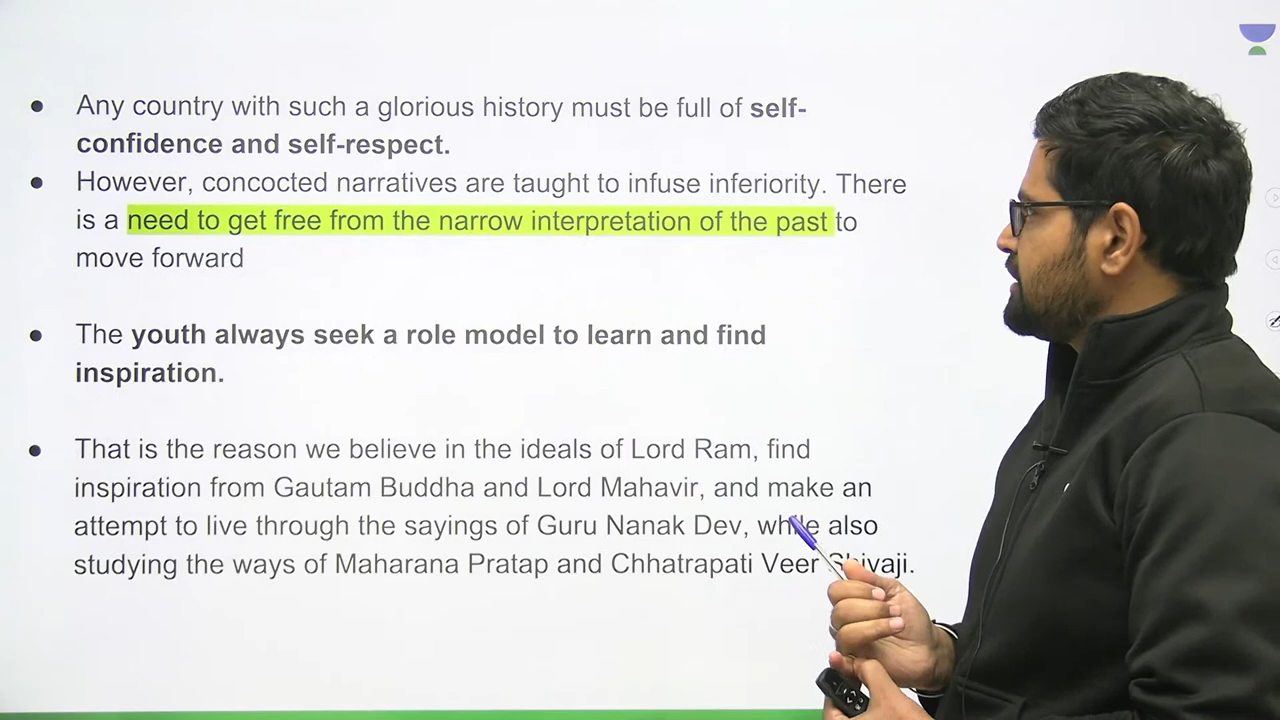 ● Any country with such a glorious history must be full of self-
confidence and self-respect.
● However, concocted narratives are taught to infuse inferiority. There
is a need to get free from the narrow interpretation of the past to
move forward
● The youth always seek a role model to learn and find
inspiration.
● That is the reason we believe in the ideals of Lord Ram, find
inspiration from Gautam Buddha and Lord Mahavir, and make an
attempt to live through the sayings of Guru Nanak Dev, while also
studying the ways of Maharana Pratap and Chhatrapati Veer Shivaji.